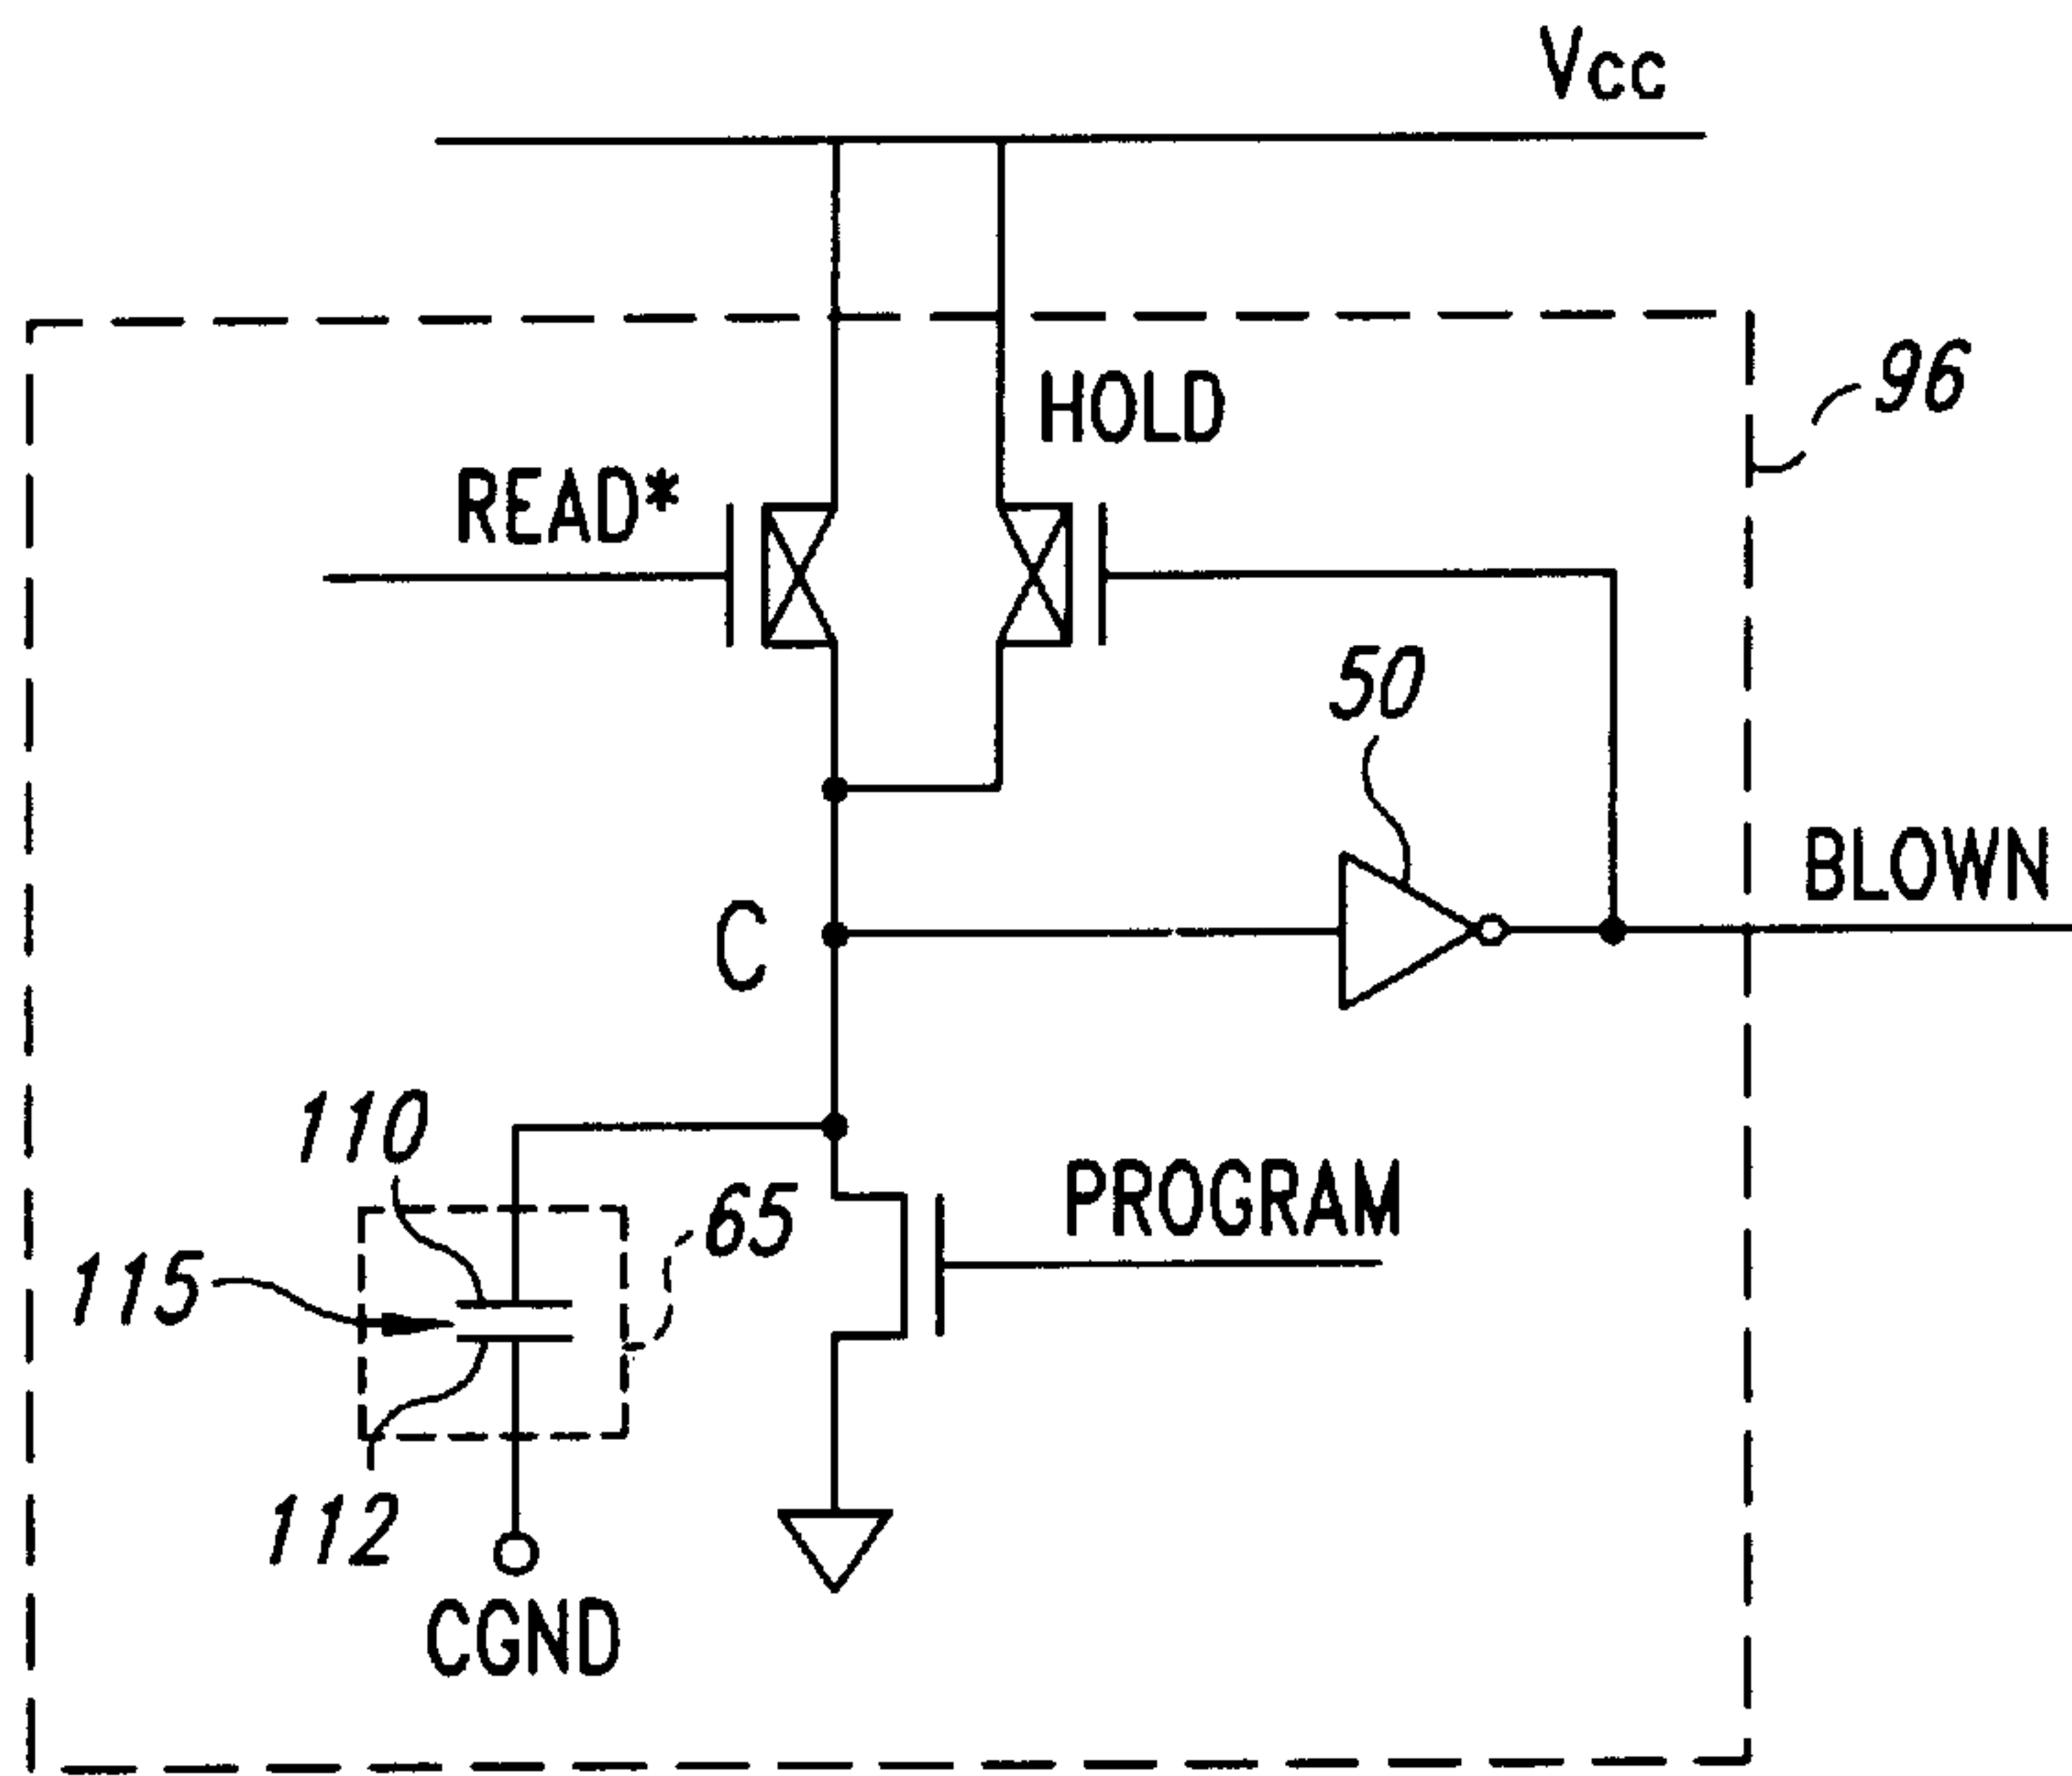 Vcc
HOLD
96
READ*
50
BLOWN
C
110
PROGRAM
65
115
112
CGND